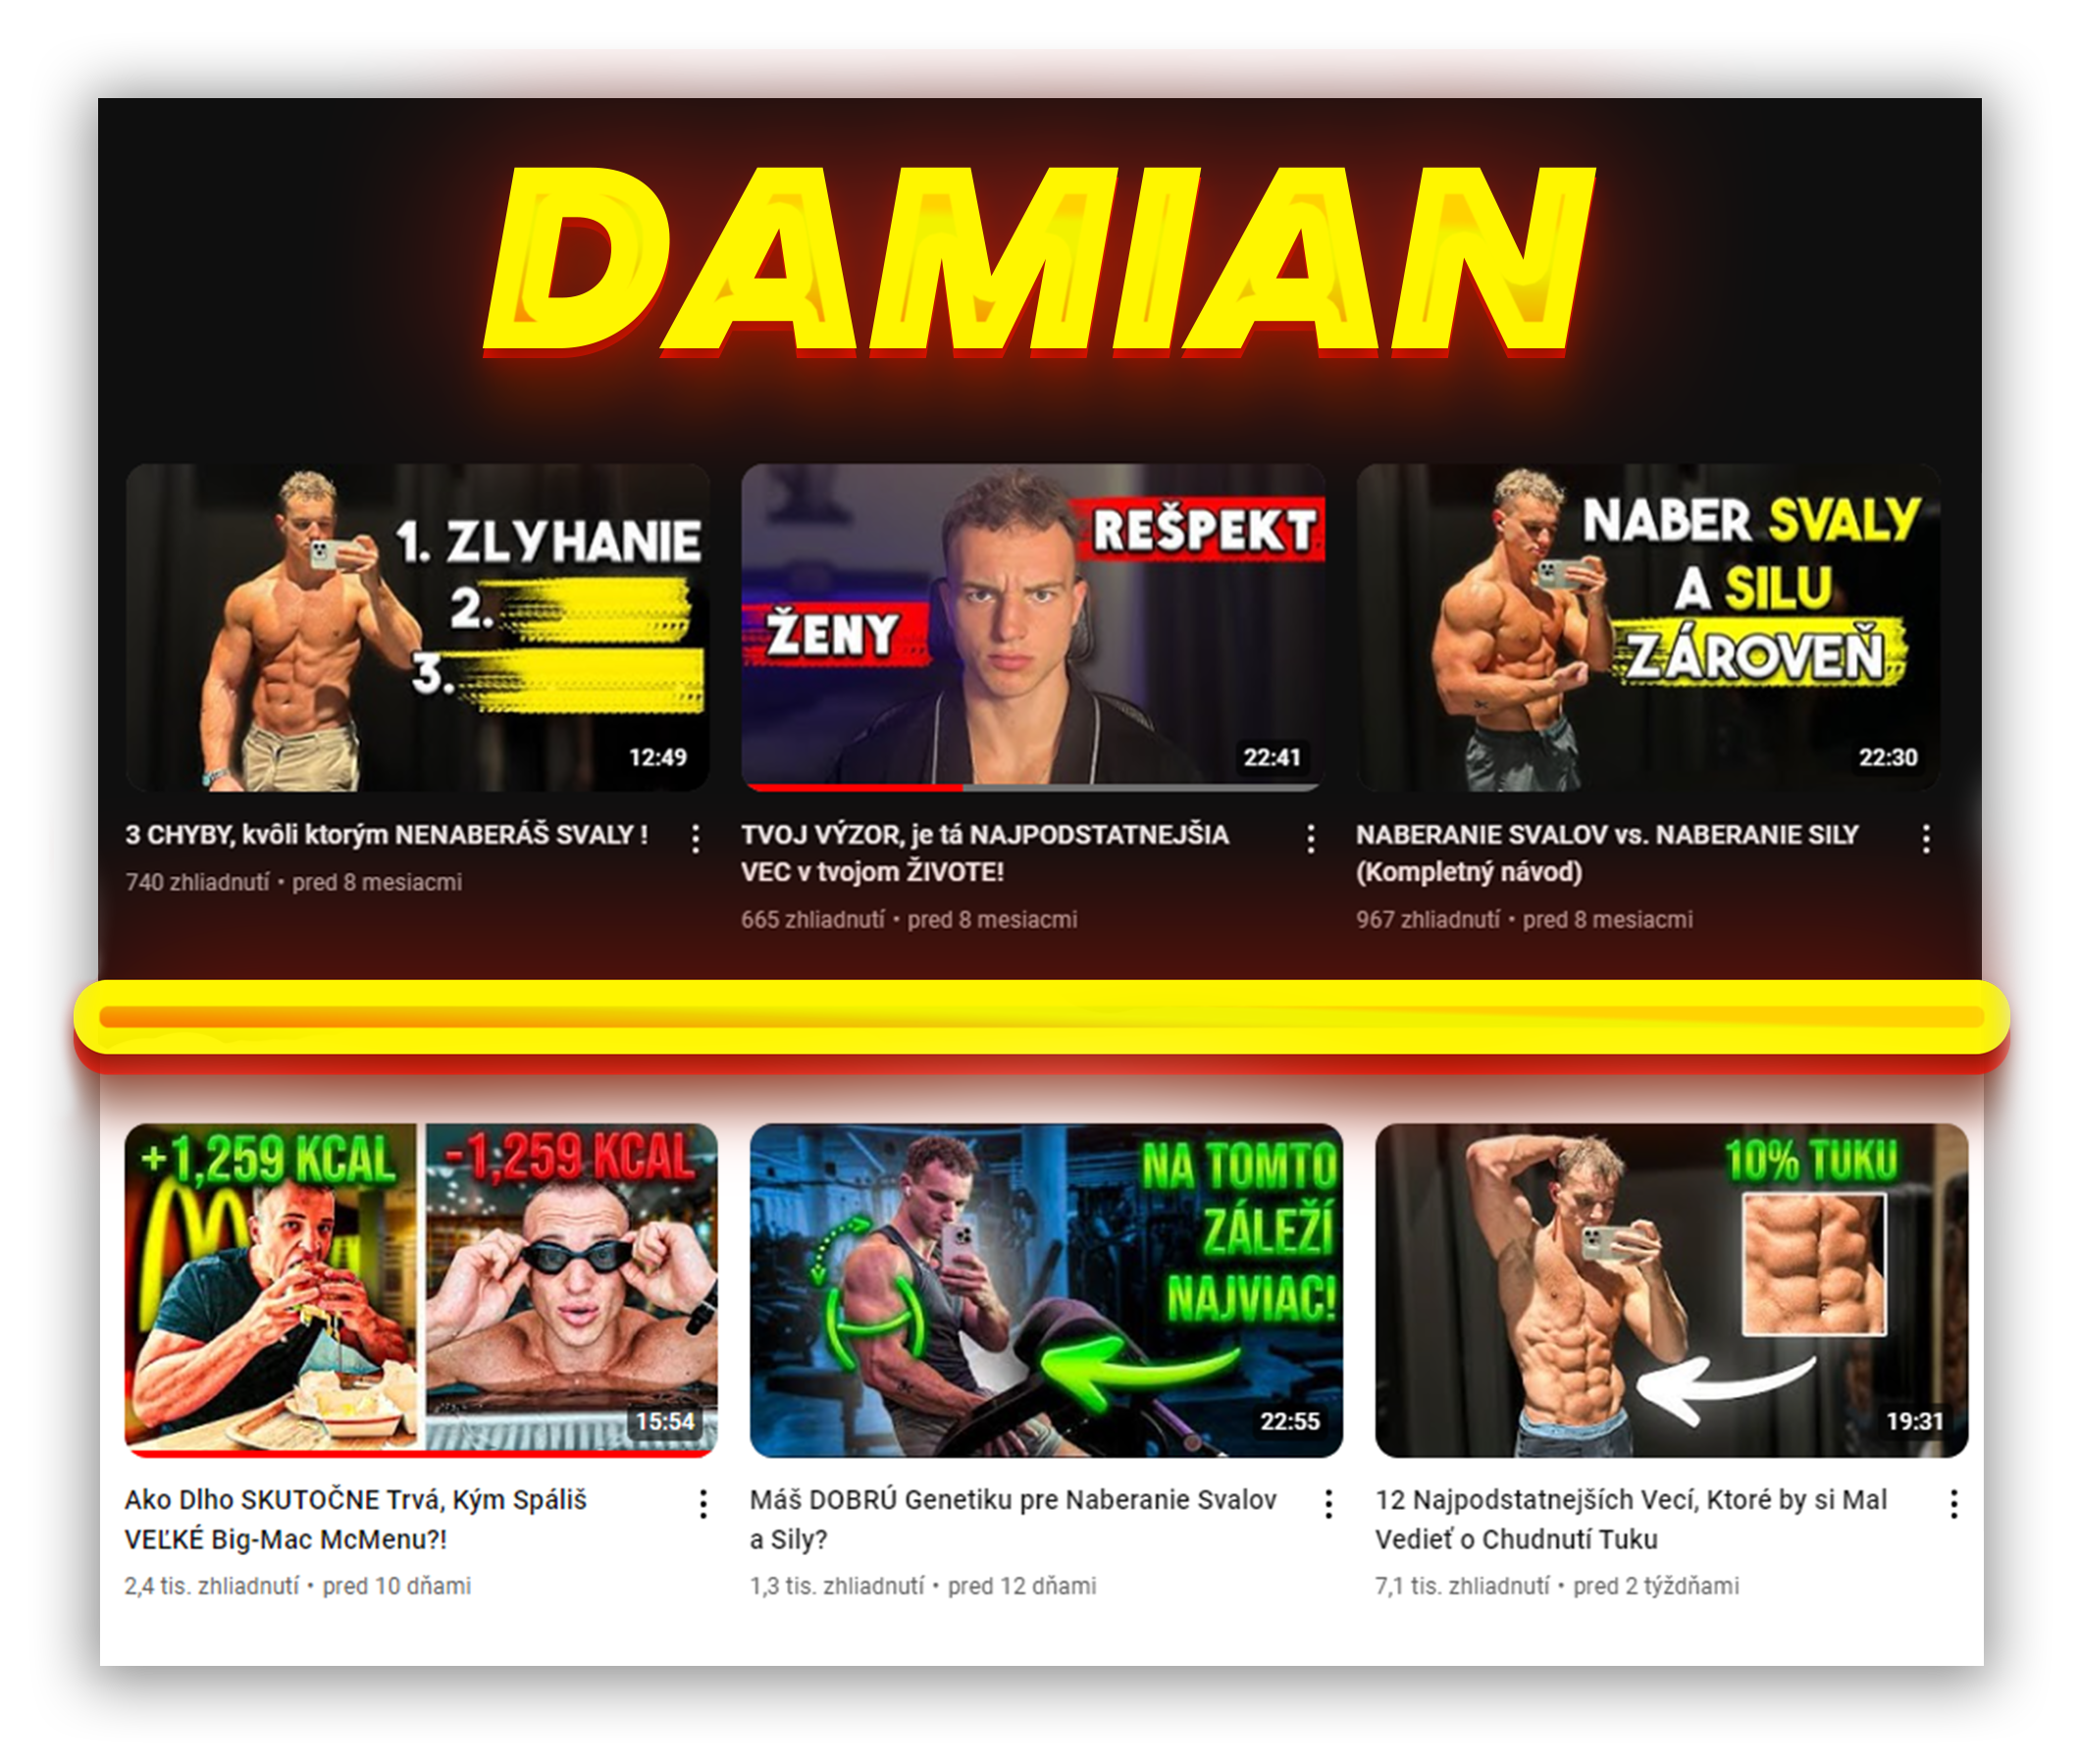 DAMIAN
1. ZLYHANIE
2.
3.
12:49
REŠPEKT
ŽENY
22:41
NABER SVALY
A SILU
ZÁROVEŇ
22:30
3 CHYBY, kvôli ktorým NENABERÁŠ SVALY !
740 zhliadnutí • pred 8 mesiacmi
TVOJ VÝZOR, je tá NAJPODSTATNEJŠIA
VEC v tvojom ŽIVOTE!
665 zhliadnutí • pred 8 mesiacmi
NABERANIE SVALOV vs. NABERANIE SILY
(Kompletný návod)
967 zhliadnutí • pred 8 mesiacmi
+1,259 KCAL
-1,259 KCAL
15:54
NA TOMTO
ZÁLEŽÍ
NAJVIAC!
22:55
10% TUKU
19:31
Ako Dlho SKUTOČNE Trvá, Kým Spáliš
VEĽKÉ Big-Mac McMenu?!
2,4 tis. zhliadnutí • pred 10 dňami
Máš DOBRÚ Genetiku pre Naberanie Svalov
a Sily?
1,3 tis. zhliadnutí • pred 12 dňami
12 Najpodstatnejších Vecí, Ktoré by si Mal
Vedieť o Chudnutí Tuku
7,1 tis. zhliadnutí • pred 2 týždňami